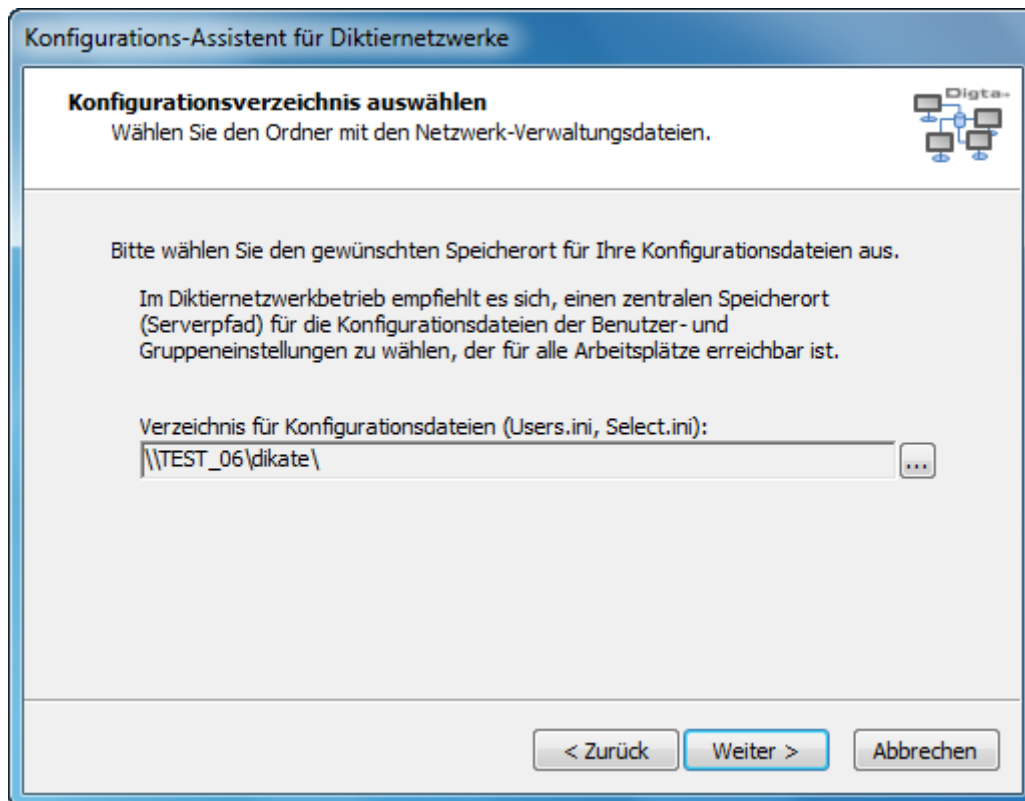 Konfigurations-Assistent für Diktiernetzwerke
Konfigurationsverzeichnis auswählen
Wählen Sie den Ordner mit den Netzwerk-Verwaltungsdateien.
Digta
Bitte wählen Sie den gewünschten Speicherort für Ihre Konfigurationsdateien aus.
Im Diktiernetzwerkbetrieb empfiehlt es sich, einen zentralen Speicherort
(Serverpfad) für die Konfigurationsdateien der Benutzer- und
Gruppeneinstellungen zu wählen, der für alle Arbeitsplätze erreichbar ist.
Verzeichnis für Konfigurationsdateien (Users.ini, Select.ini):
\\TEST_06\dikate\
...
< Zurück
Weiter >
Abbrechen